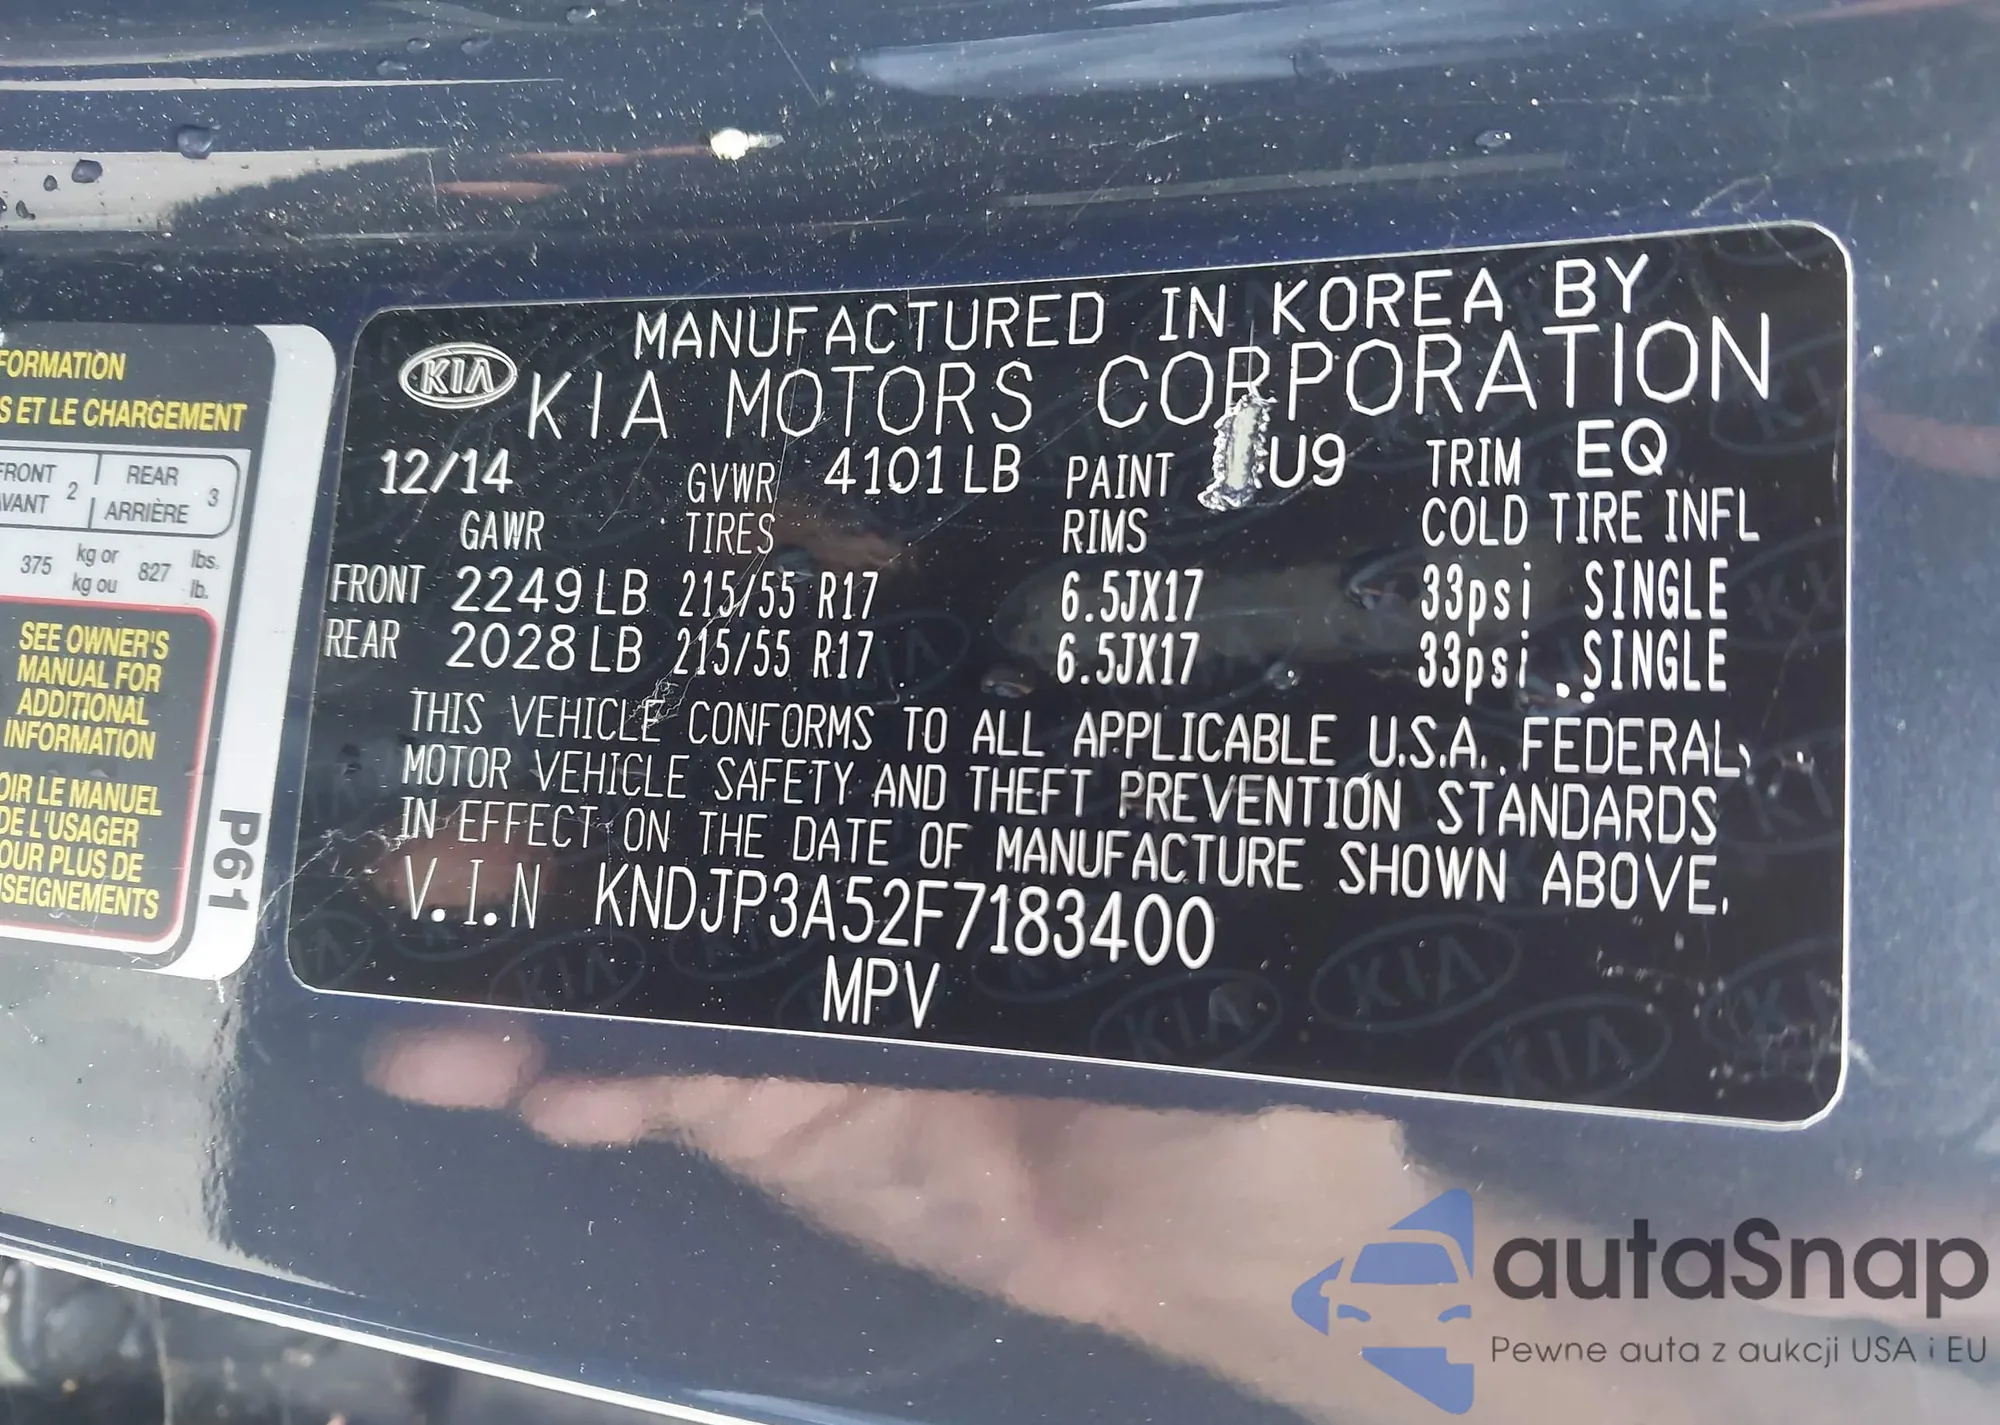 FORMATION
S ET LE CHARGEMENT
FRONT 2 REAR 3
AVANT ARRIÈRE
375 kg or 827 lbs.
kg ou lb.
SEE OWNER'S
MANUAL FOR
ADDITIONAL
INFORMATION
OIR LE MANUEL
DE L'USAGER
OUR PLUS DE
NSEIGNEMENTS
P61
MANUFACTURED IN KOREA BY
KIA KIA MOTORS CORPORATION
12/14 GVWR 4101 LB PAINT U9 TRIM EQ
GAWR TIRES RIMS COLD TIRE INFL
FRONT 2249 LB 215/55 R17 6.5JX17 33psi SINGLE
REAR 2028 LB 215/55 R17 6.5JX17 33psi SINGLE
THIS VEHICLE CONFORMS TO ALL APPLICABLE U.S.A. FEDERAL
MOTOR VEHICLE SAFETY AND THEFT PREVENTION STANDARDS
IN EFFECT ON THE DATE OF MANUFACTURE SHOWN ABOVE.
V.I.N KNDJP3A52F7183400
MPV
autaSnap
Pewne auta z aukcji USA i EU